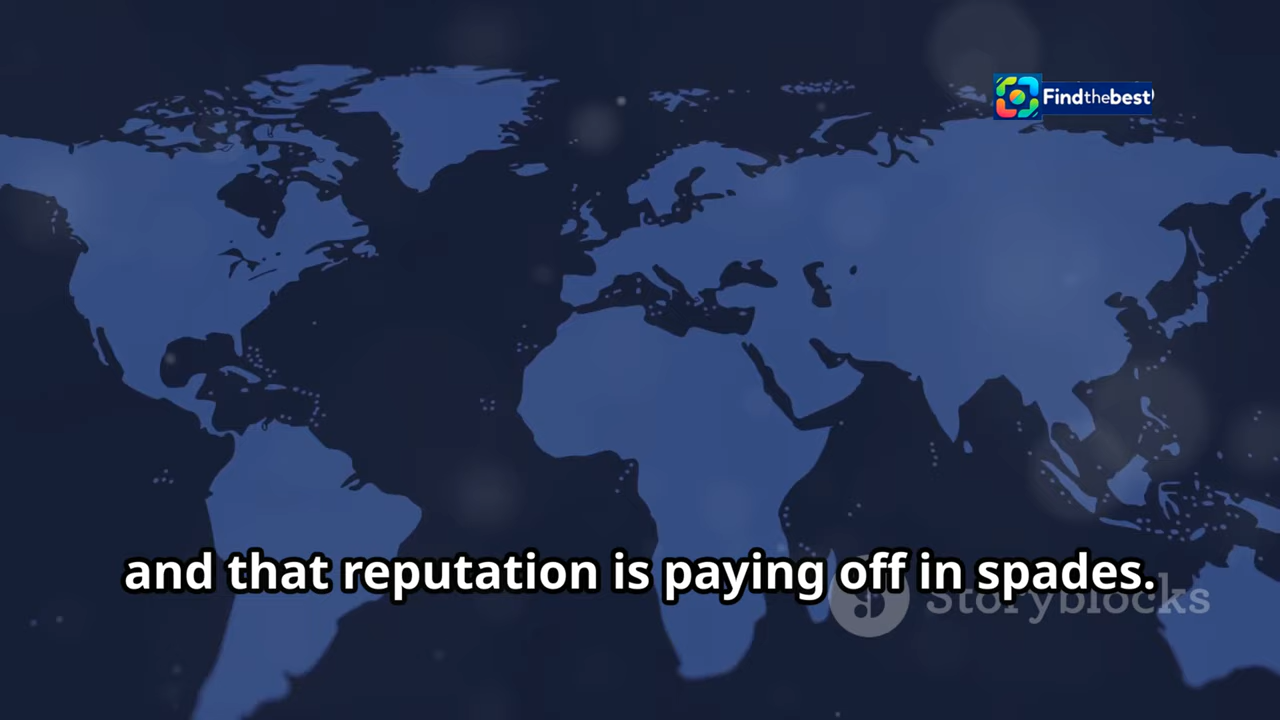 Findthebest
and that reputation is paying off in spades.
Storyblocks